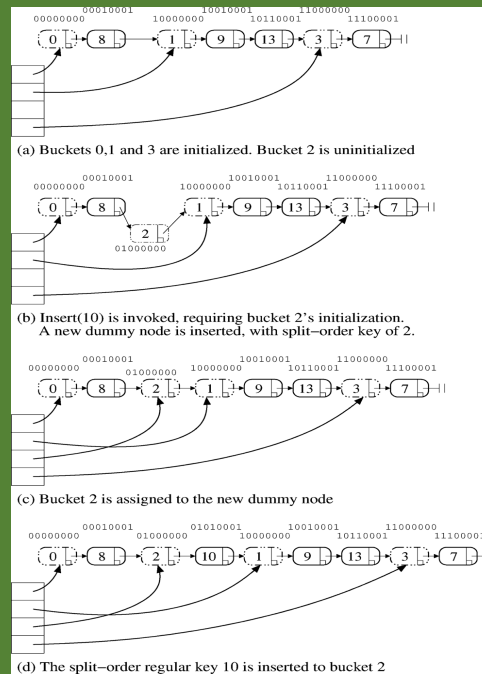 00010001 10010001 11000000
00000000 10000000 10110001 11100001
0 8 1 9 13 3 7
(a) Buckets 0,1 and 3 are initialized. Bucket 2 is uninitialized
00010001 10010001 11000000
00000000 10000000 10110001 11100001
0 8 1 9 13 3 7
2
01000000
(b) Insert(10) is invoked, requiring bucket 2's initialization.
A new dummy node is inserted, with split−order key of 2.
00010001 10010001 11000000
00000000 01000000 10000000 10110001 11100001
0 8 2 1 9 13 3 7
(c) Bucket 2 is assigned to the new dummy node
00010001 01010001 10010001 11000000
00000000 01000000 10000000 10110001 11100001
0 8 2 10 1 9 13 3 7
(d) The split−order regular key 10 is inserted to bucket 2